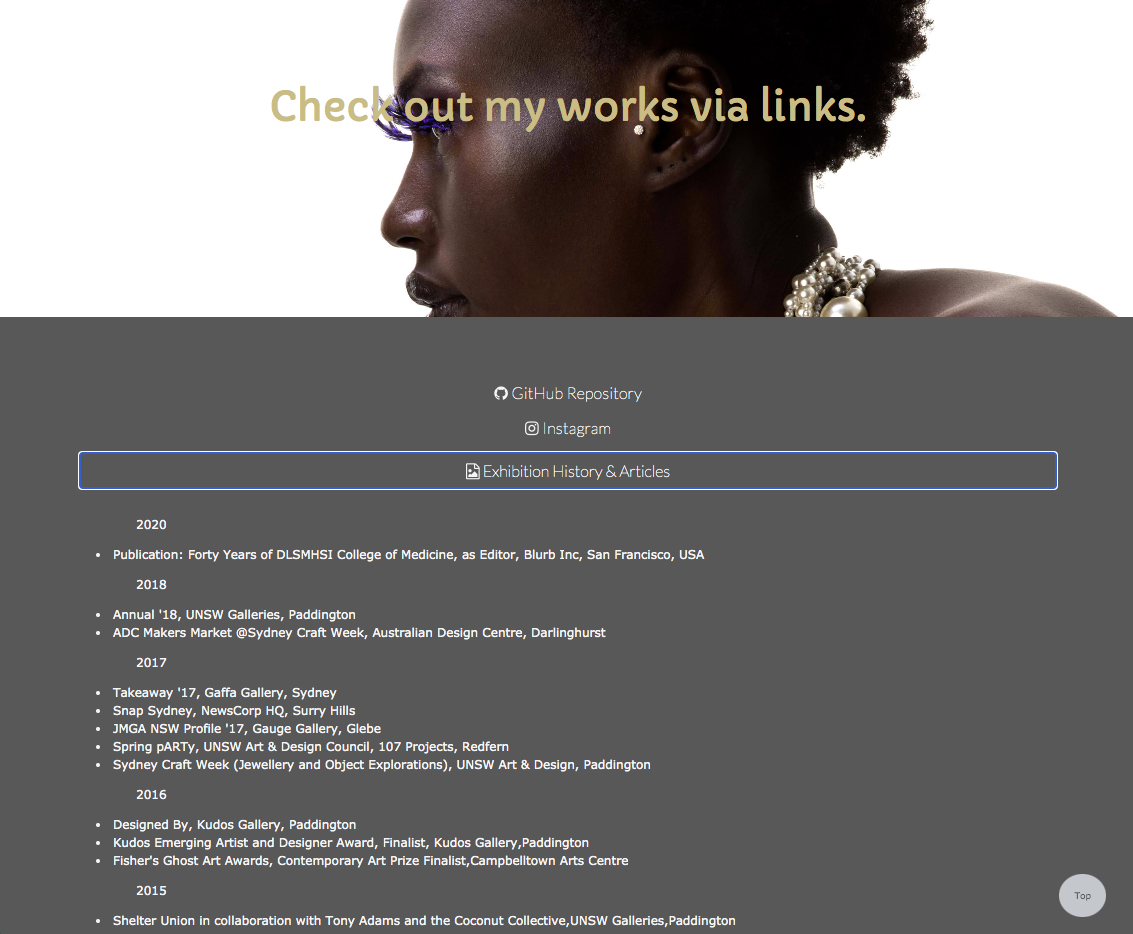 Check out my works via links.
GitHub Repository
Instagram
Exhibition History & Articles
2020
Publication: Forty Years of DLSMHSI College of Medicine, as Editor, Blurb Inc, San Francisco, USA
2018
Annual '18, UNSW Galleries, Paddington
ADC Makers Market @Sydney Craft Week, Australian Design Centre, Darlinghurst
2017
Takeaway '17, Gaffa Gallery, Sydney
Snap Sydney, NewsCorp HQ, Surry Hills
JMGA NSW Profile '17, Gauge Gallery, Glebe
Spring pARTy, UNSW Art & Design Council, 107 Projects, Redfern
Sydney Craft Week (Jewellery and Object Explorations), UNSW Art & Design, Paddington
2016
Designed By, Kudos Gallery, Paddington
Kudos Emerging Artist and Designer Award, Finalist, Kudos Gallery,Paddington
Fisher's Ghost Art Awards, Contemporary Art Prize Finalist,Campbelltown Arts Centre
2015
Top
Shelter Union in collaboration with Tony Adams and the Coconut Collective,UNSW Galleries,Paddington